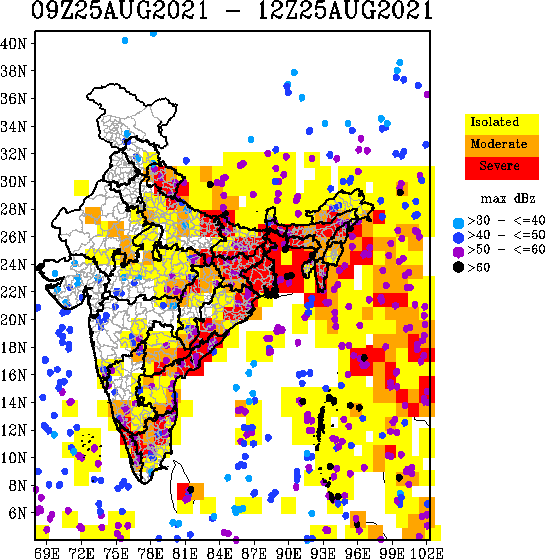 09Z25AUG2021 - 12Z25AUG2021
40N
38N
36N
34N
32N
30N
28N
26N
24N
22N
20N
18N
16N
14N
12N
10N
8N
6N
69E 72E 75E 78E 81E 84E 87E 90E 93E 96E 99E 102E
Isolated
Moderate
Severe
max dBz
>30 - <=40
>40 - <=50
>50 - <=60
>60